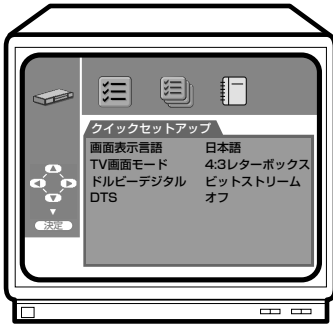 クイックセットアップ
画面表示言語 日本語
TV画面モード 4:3レターボックス
ドルビーデジタル ビットストリーム
DTS オフ
決定